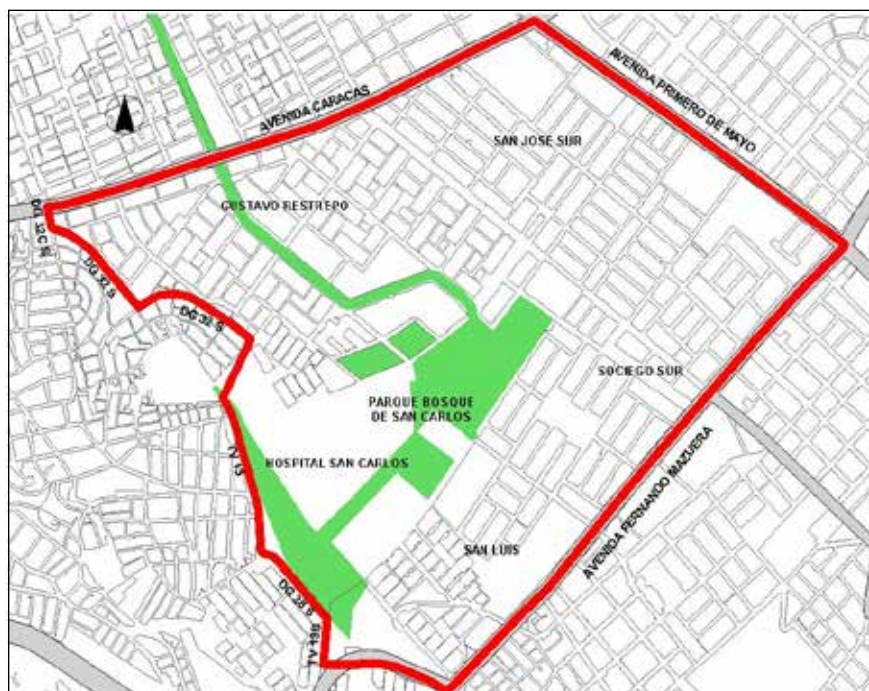 AVENIDA CARACAS
AVENIDA PRIMERO DE MAYO
SAN JOSE SUR
GUSTAVO RESTREPO
DG 32 S
DG 32 S
SOCIEGO SUR
PARQUE BOSQUE
DE SAN CARLOS
HOSPITAL SAN CARLOS
TV 13
AVENIDA FERNANDO MAZUERA
SAN LUIS
DG 28 S